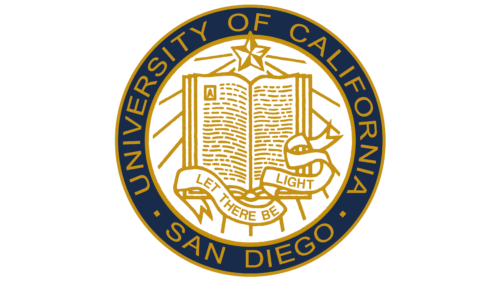 UNIVERSITY OF CALIFORNIA
· SAN DIEGO ·
A
LET THERE BE
LIGHT